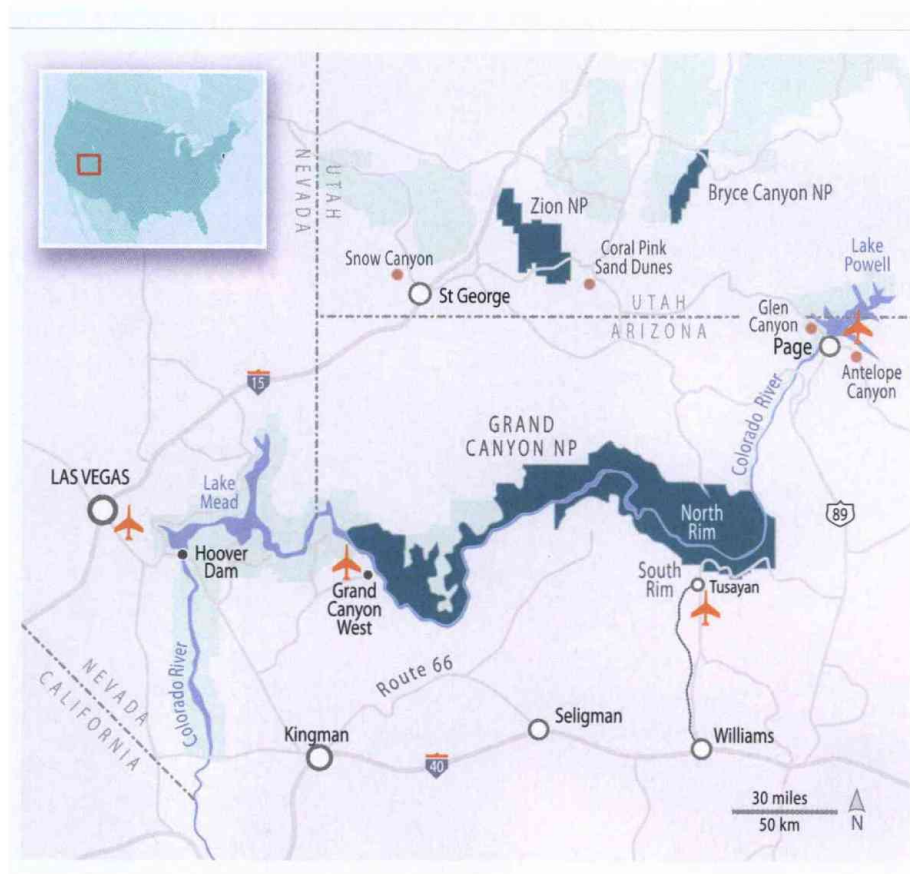 NEVADA
UTAH
Zion NP
Bryce Canyon NP
Snow Canyon
Coral Pink
Sand Dunes
Lake
Powell
St George
UTAH
ARIZONA
Glen
Canyon
Page
Antelope
Canyon
15
Colorado River
GRAND
CANYON NP
LAS VEGAS
Lake
Mead
North
Rim
89
Hoover
Dam
Grand
Canyon
West
South
Rim
Tusayan
NEVADA
CALIFORNIA
Colorado River
Route 66
Kingman
Seligman
Williams
40
30 miles
50 km
N